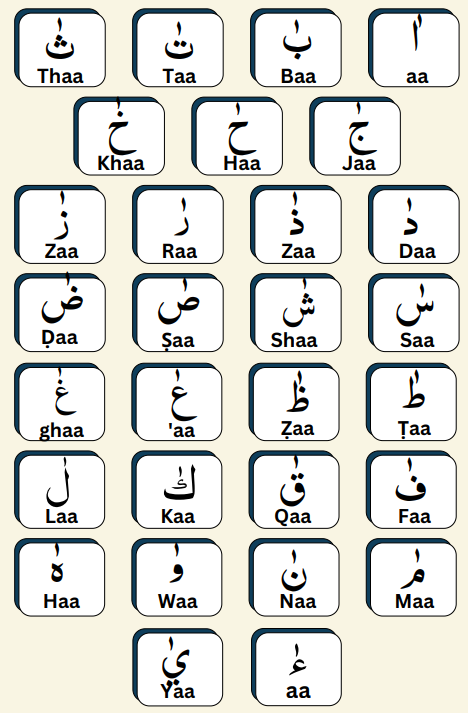 اٰ بٰ تٰ ثٰ
aa Baa Taa Thaa
جٰ حٰ خٰ
Jaa Haa Khaa
دٰ ذٰ رٰ زٰ
Daa Zaa Raa Zaa
سٰ شٰ صٰ ضٰ
Saa Shaa Ṣaa Ḍaa
طٰ ظٰ عٰ غٰ
Ṭaa Ẓaa 'aa ghaa
فٰ قٰ كٰ لٰ
Faa Qaa Kaa Laa
مٰ نٰ وٰ هٰ
Maa Naa Waa Haa
ءٰ يٰ
aa Yaa